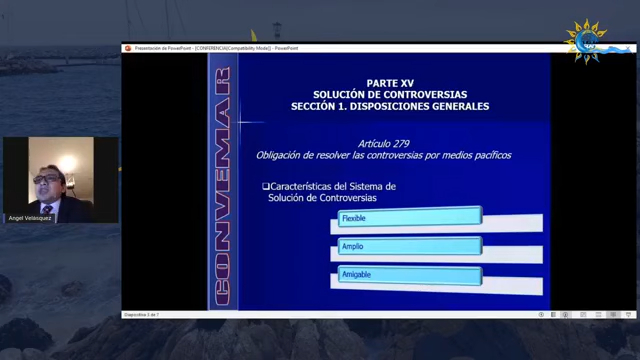 Presentación de PowerPoint - [CONFERENCIA[Compatibility Mode]] - PowerPoint
CONVEMAR
PARTE XV
SOLUCIÓN DE CONTROVERSIAS
SECCIÓN 1. DISPOSICIONES GENERALES
Artículo 279
Obligación de resolver las controversias por medios pacíficos
Características del Sistema de
Solución de Controversias
Flexible
Amplio
Amigable
Angel Velásquez